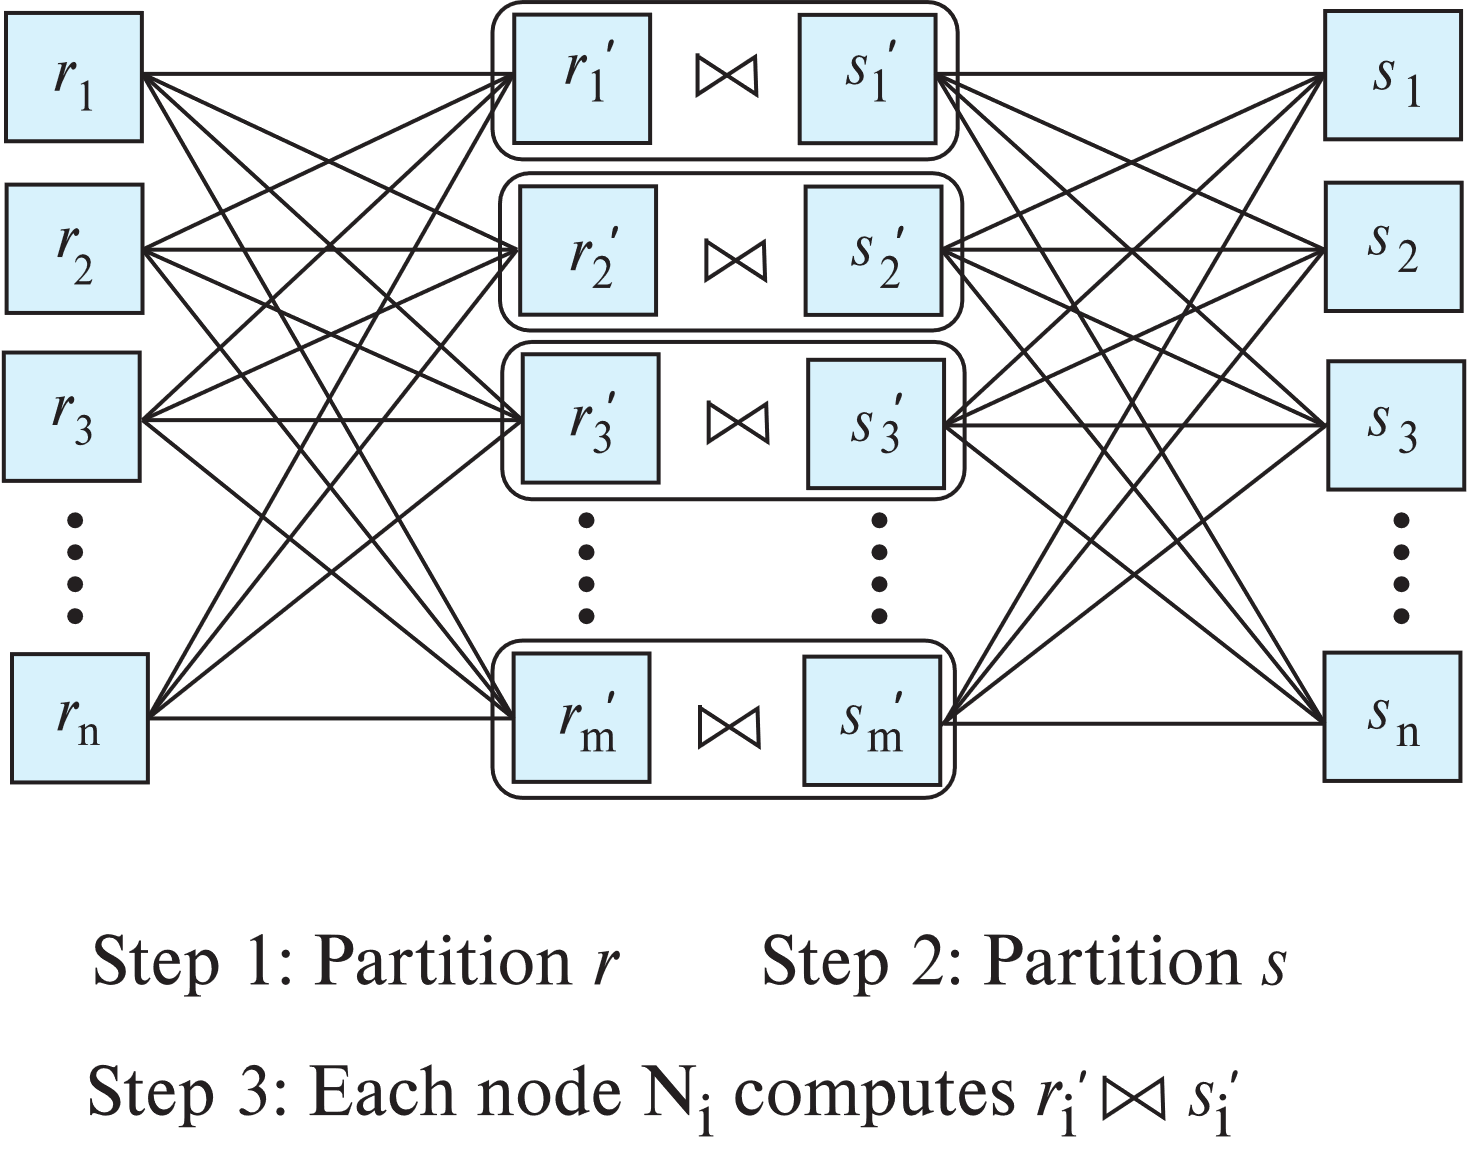 r1 r1′ ⋈ s1′ s1
r2 r2′ ⋈ s2′ s2
r3 r3′ ⋈ s3′ s3
rn rm′ ⋈ sm′ sn
Step 1: Partition r
Step 2: Partition s
Step 3: Each node Ni computes ri′ ⋈ si′